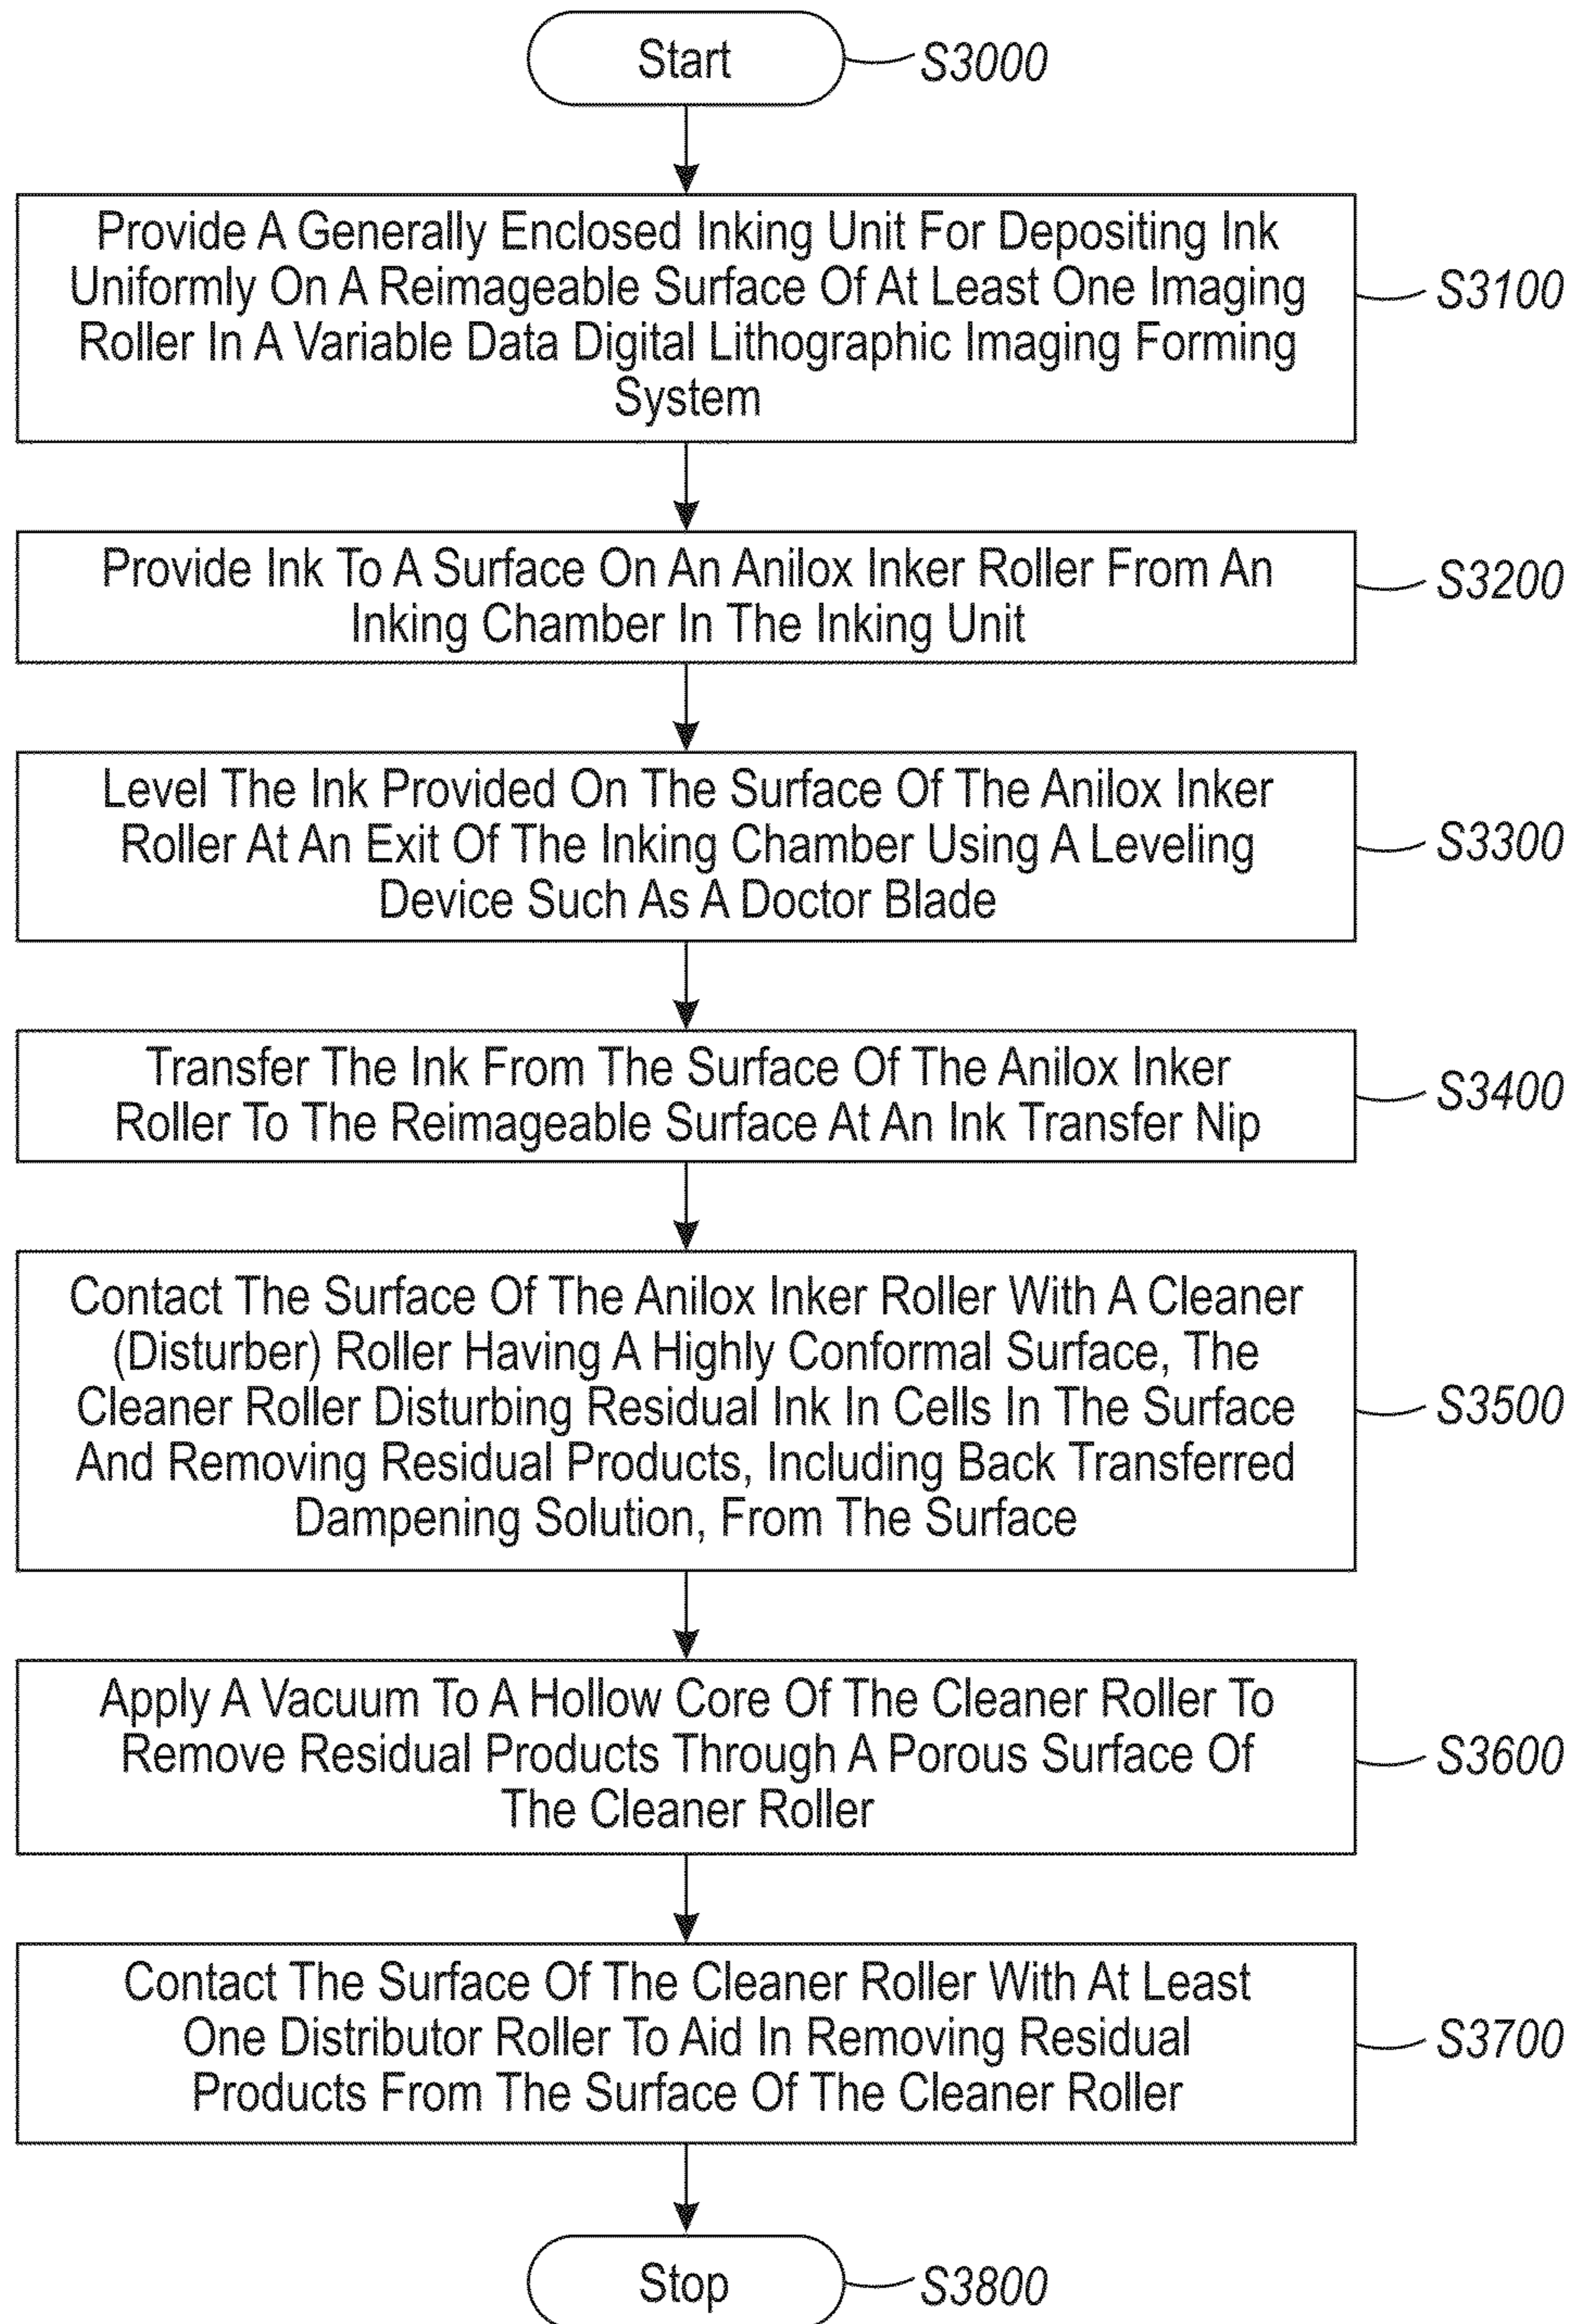 Start
S3000
Provide A Generally Enclosed Inking Unit For Depositing Ink
Uniformly On A Reimageable Surface Of At Least One Imaging
Roller In A Variable Data Digital Lithographic Imaging Forming
System
S3100
Provide Ink To A Surface On An Anilox Inker Roller From An
Inking Chamber In The Inking Unit
S3200
Level The Ink Provided On The Surface Of The Anilox Inker
Roller At An Exit Of The Inking Chamber Using A Leveling
Device Such As A Doctor Blade
S3300
Transfer The Ink From The Surface Of The Anilox Inker
Roller To The Reimageable Surface At An Ink Transfer Nip
S3400
Contact The Surface Of The Anilox Inker Roller With A Cleaner
(Disturber) Roller Having A Highly Conformal Surface, The
Cleaner Roller Disturbing Residual Ink In Cells In The Surface
And Removing Residual Products, Including Back Transferred
Dampening Solution, From The Surface
S3500
Apply A Vacuum To A Hollow Core Of The Cleaner Roller To
Remove Residual Products Through A Porous Surface Of
The Cleaner Roller
S3600
Contact The Surface Of The Cleaner Roller With At Least
One Distributor Roller To Aid In Removing Residual
Products From The Surface Of The Cleaner Roller
S3700
Stop
S3800